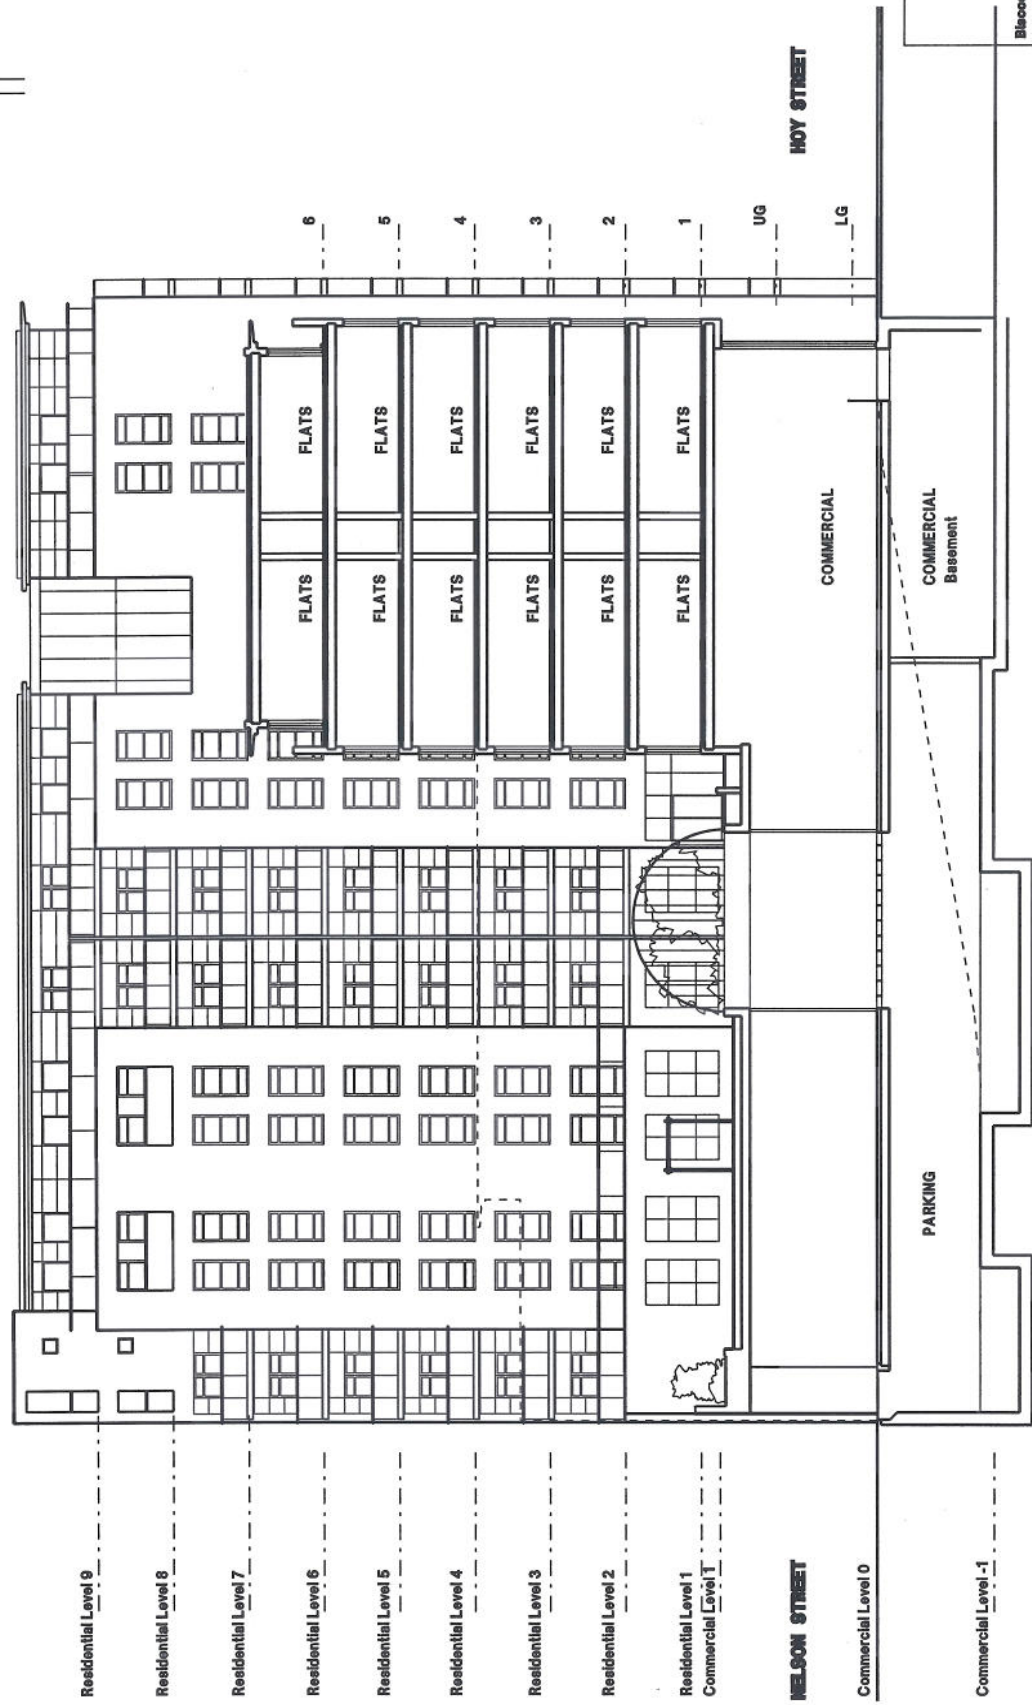 Residential Level 9
Residential Level 8
Residential Level 7
Residential Level 6
Residential Level 5
Residential Level 4
Residential Level 3
Residential Level 2
Residential Level 1
Commercial Level 1
NELSON STREET
Commercial Level 0
Commercial Level -1
FLATS FLATS
FLATS FLATS
FLATS FLATS
FLATS FLATS
FLATS FLATS
FLATS FLATS
COMMERCIAL
PARKING
COMMERCIAL
Basement
6
5
4
3
2
1
UG
LG
HOY STREET